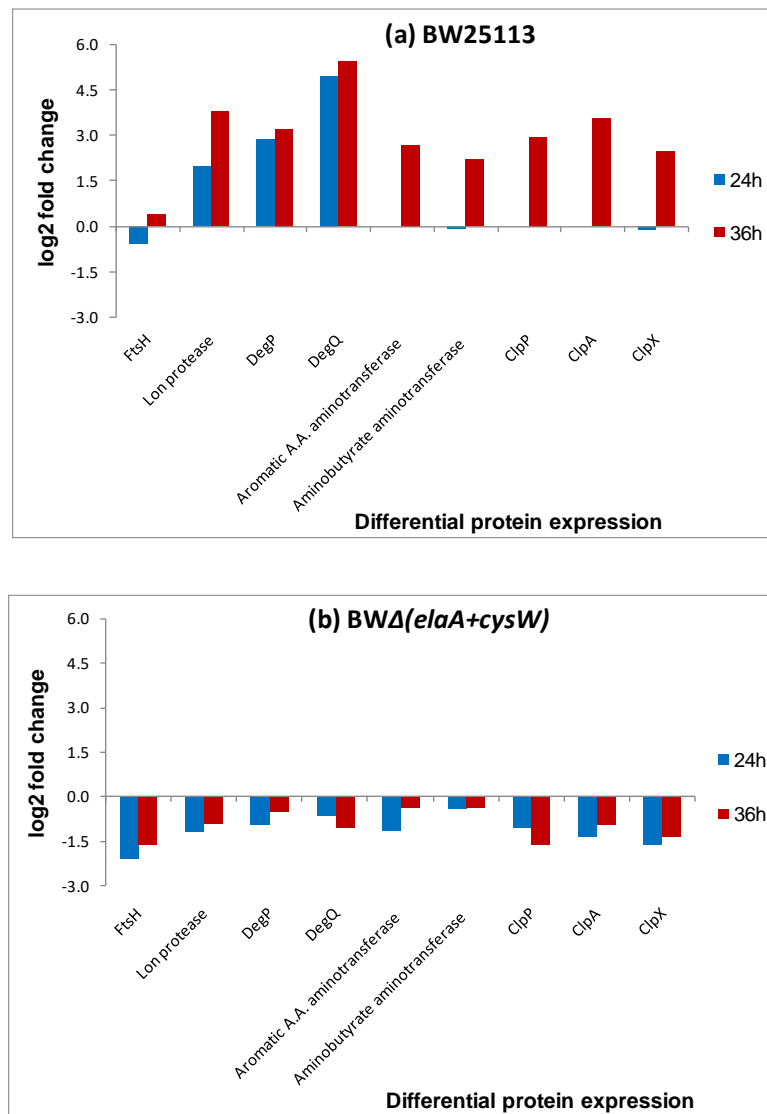 (a) BW25113
6.0
4.5
3.0
1.5
0.0
-1.5
-3.0
log2 fold change
24h
36h
FtsH
Lon protease
DegP
DegQ
Aromatic A.A. aminotransferase
Aminobutyrate aminotransferase
ClpP
ClpA
ClpX
Differential protein expression
(b) BWΔ(elaA+cysW)
6.0
4.5
3.0
1.5
0.0
-1.5
-3.0
log2 fold change
24h
36h
FtsH
Lon protease
DegP
DegQ
Aromatic A.A. aminotransferase
Aminobutyrate aminotransferase
ClpP
ClpA
ClpX
Differential protein expression